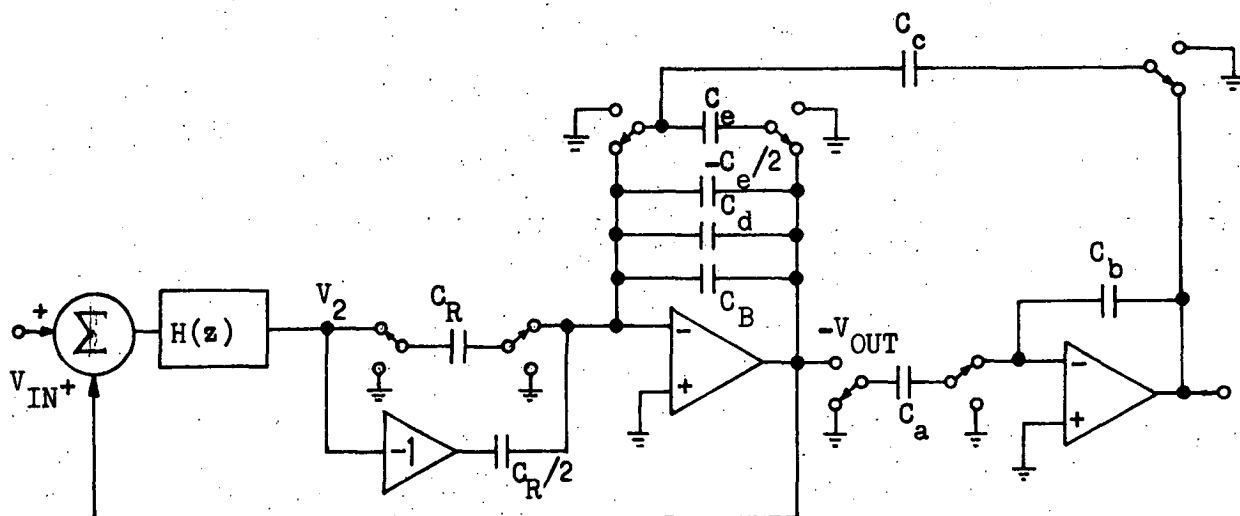 C_c
C_e
-C_e/2
C_d
C_B
C_b
+
Σ
V_IN+
H(z)
V_2
C_R
-1
C_R/2
-
+
-V_OUT
C_a
-
+